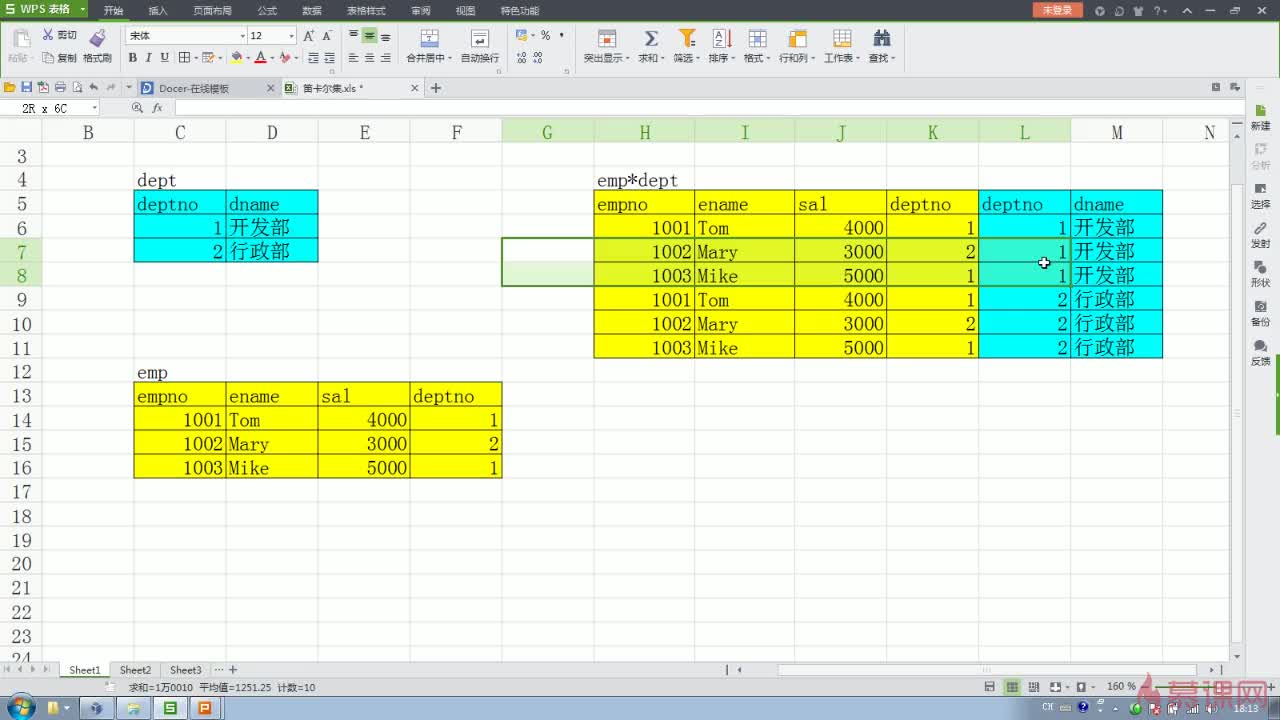 S WPS 表格 开始 插入 页面布局 公式 数据 表格样式 审阅 视图 特色功能 未登录
剪切 宋体 12
粘贴 复制 格式刷 B I U 合并居中 自动换行 突出显示 求和 筛选 排序 格式 行和列 工作表 查找
Docer-在线模板 笛卡尔集.xls *
2R x 6C fx
B C D E F G H I J K L M N
3
4 dept emp*dept
5 deptno dname empno ename sal deptno deptno dname
6 1 开发部 1001 Tom 4000 1 1 开发部
7 2 行政部 1002 Mary 3000 2 1 开发部
8 1003 Mike 5000 1 1 开发部
9 1001 Tom 4000 1 2 行政部
10 1002 Mary 3000 2 2 行政部
11 1003 Mike 5000 1 2 行政部
12 emp
13 empno ename sal deptno
14 1001 Tom 4000 1
15 1002 Mary 3000 2
16 1003 Mike 5000 1
17
18
19
20
21
22
23
24
新建
分析
选择
发射
形状
备份
反馈
Sheet1 Sheet2 Sheet3 ···
求和=1万0010 平均值=1251.25 计数=10 160 %
慕课网
CH 18:13